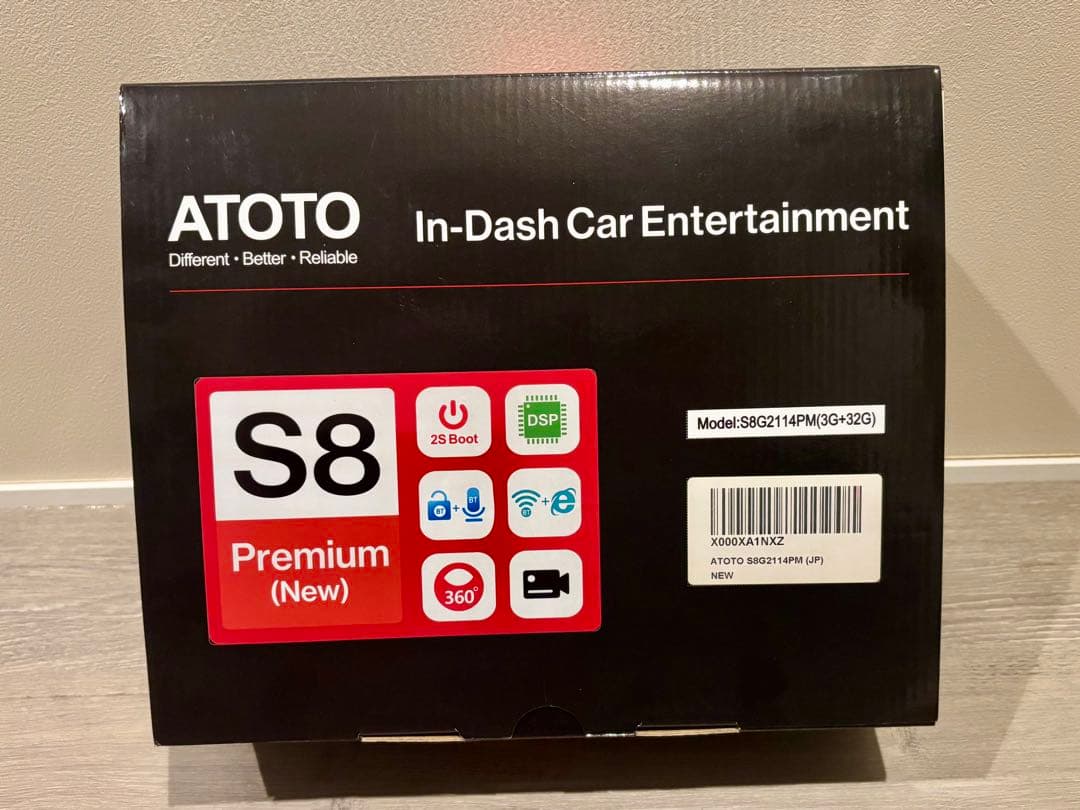 ATOTO
Different • Better • Reliable
In-Dash Car Entertainment
S8
Premium
(New)
2S Boot
DSP
BT
+
BT
BT
+
e
360°
Model:S8G2114PM(3G+32G)
X000XA1NXZ
ATOTO S8G2114PM (JP)
NEW